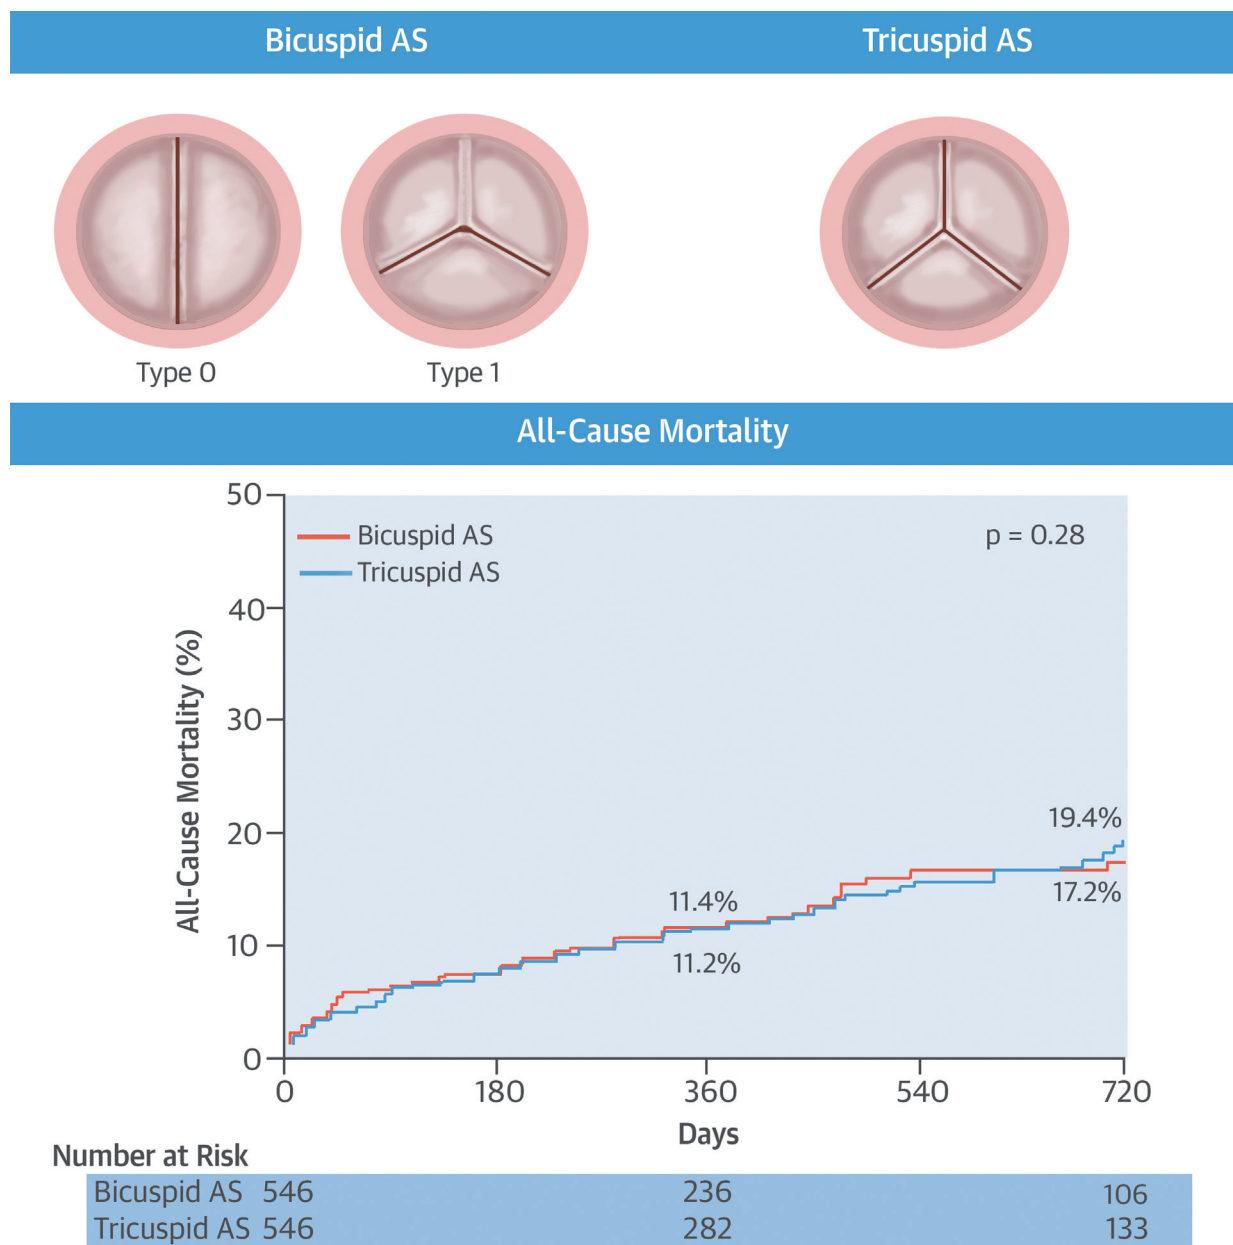 Bicuspid AS Tricuspid AS
Type 0 Type 1
All-Cause Mortality
50
40
30
20
10
0
All-Cause Mortality (%)
Bicuspid AS
Tricuspid AS
p = 0.28
11.4%
11.2%
19.4%
17.2%
0 180 360 540 720
Days
Number at Risk
Bicuspid AS 546 236 106
Tricuspid AS 546 282 133